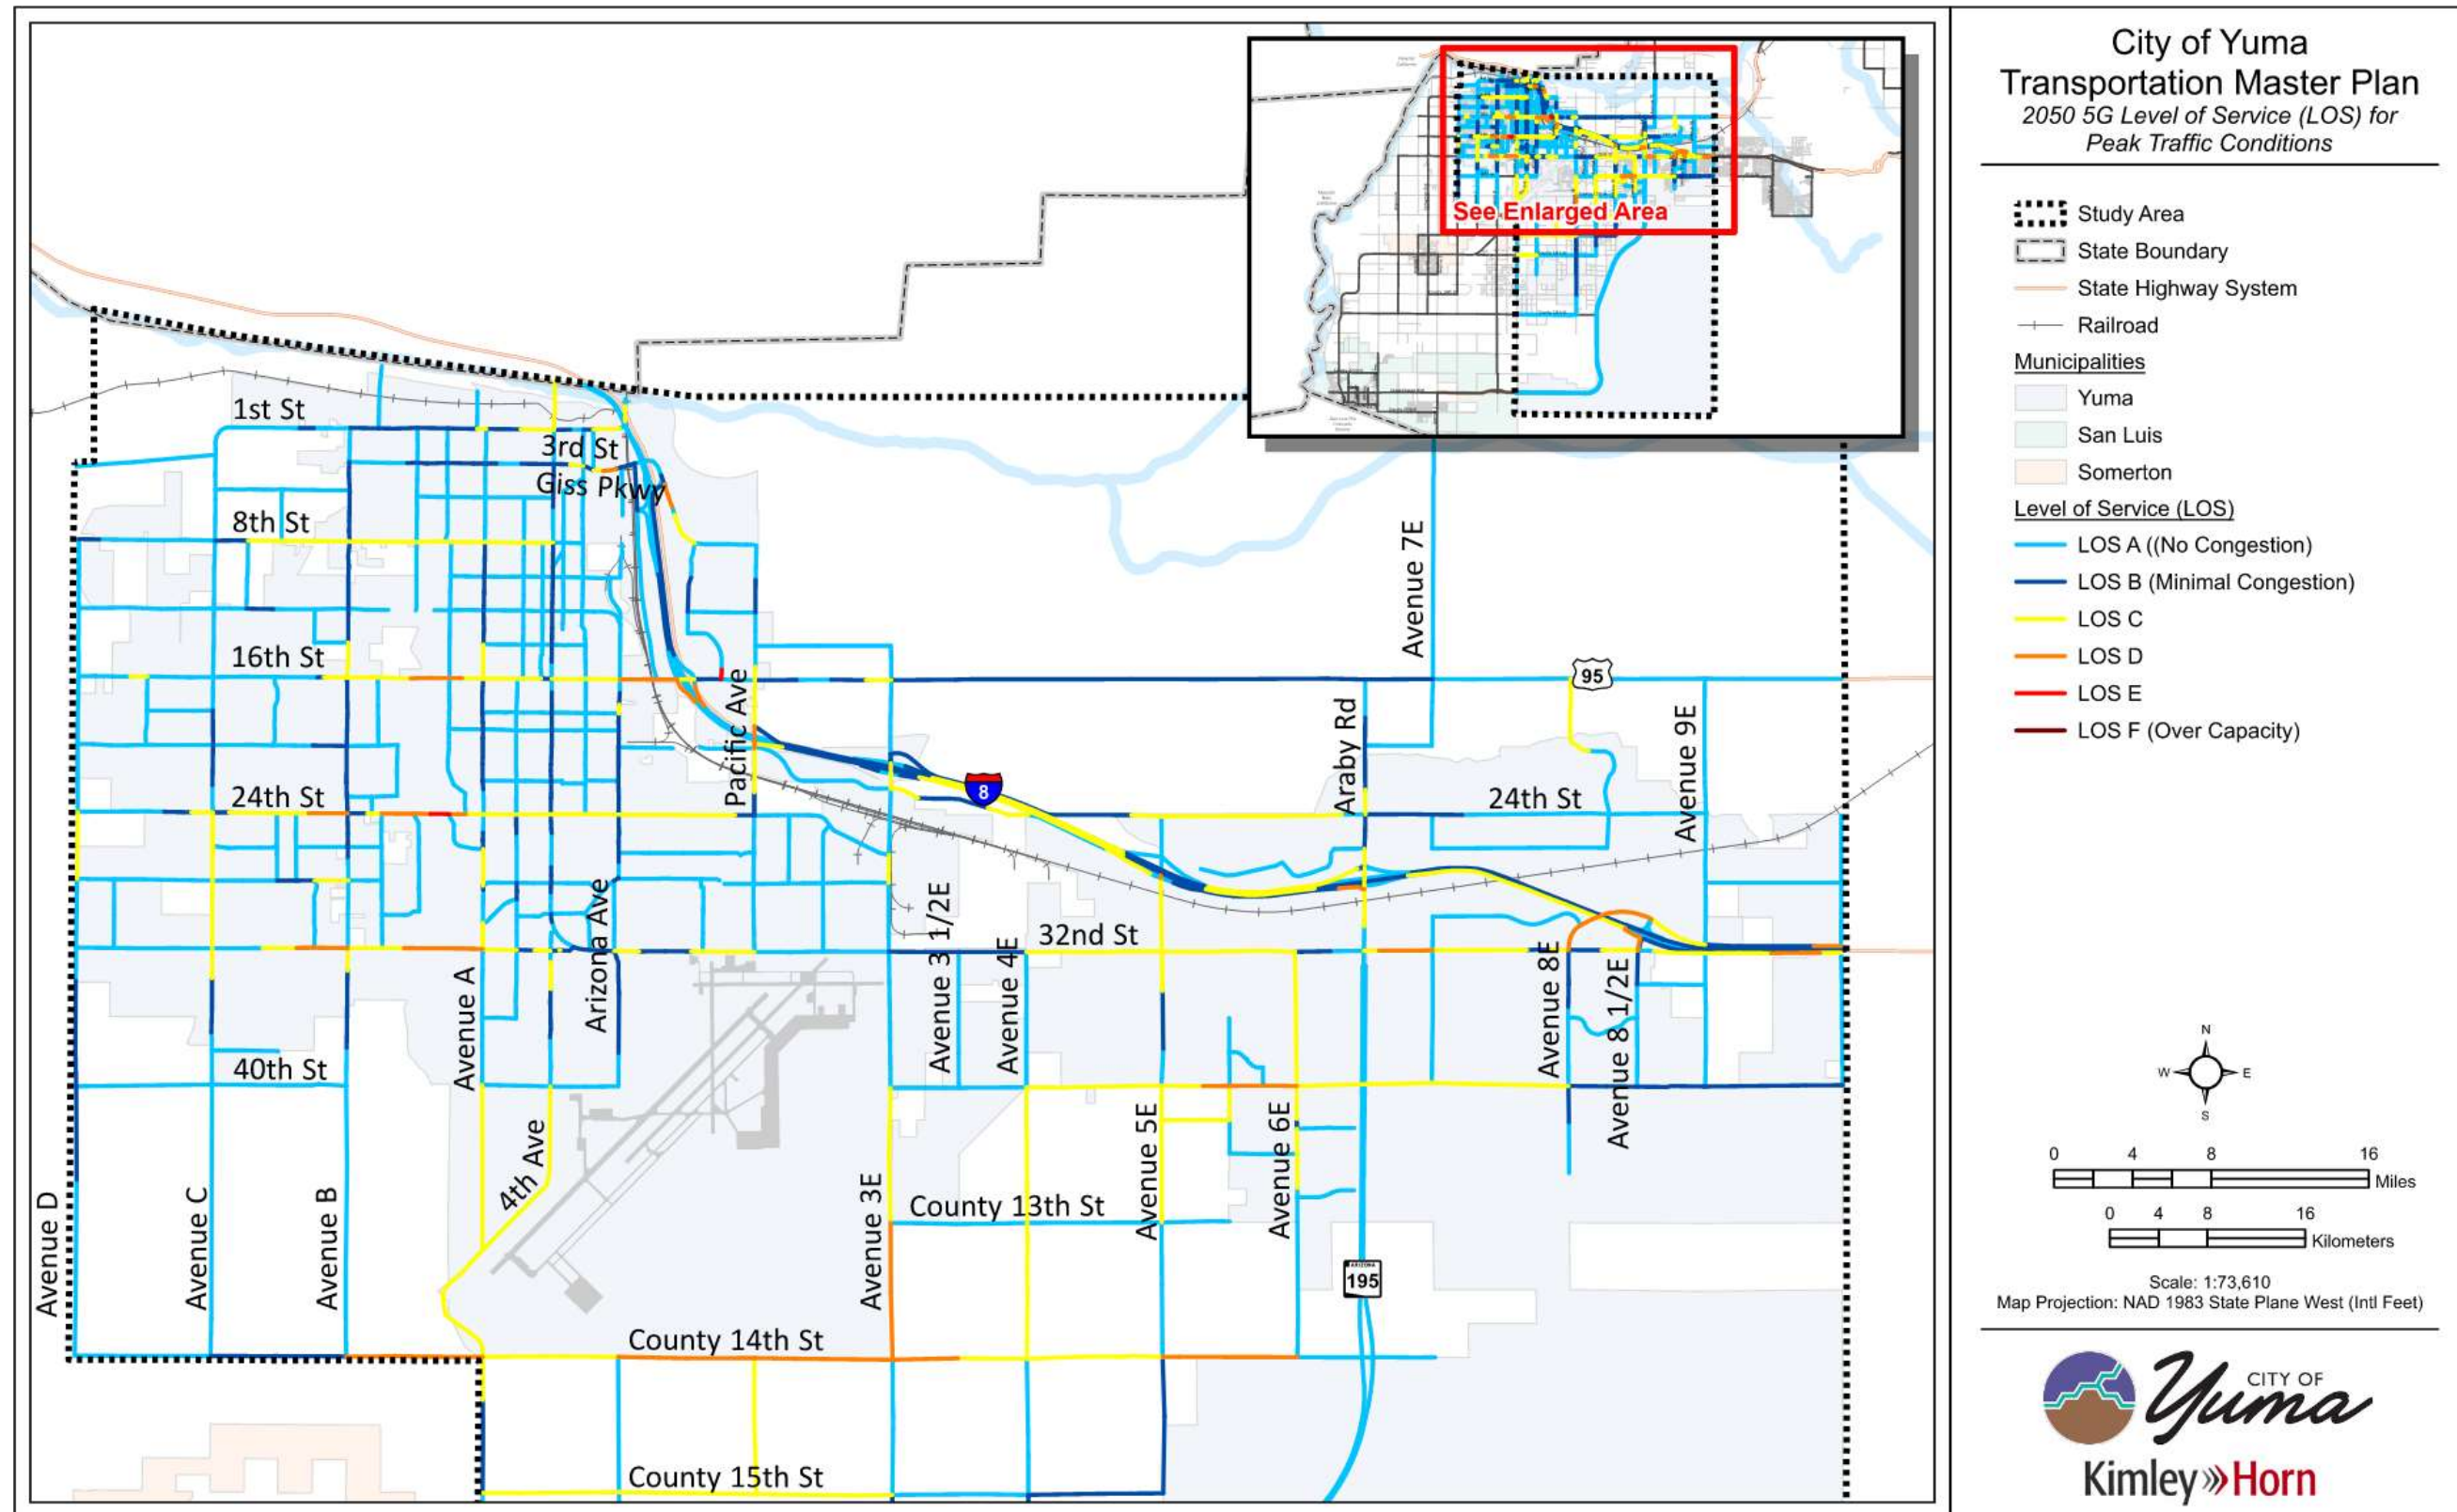 City of Yuma
Transportation Master Plan
2050 5G Level of Service (LOS) for
Peak Traffic Conditions
Study Area
State Boundary
State Highway System
Railroad
Municipalities
Yuma
San Luis
Somerton
Level of Service (LOS)
LOS A ((No Congestion)
LOS B (Minimal Congestion)
LOS C
LOS D
LOS E
LOS F (Over Capacity)
N
W E
S
0 4 8 16
Miles
0 4 8 16
Kilometers
Scale: 1:73,610
Map Projection: NAD 1983 State Plane West (Intl Feet)
CITY OF
Yuma
Kimley»Horn
See Enlarged Area
1st St
3rd St
Giss Pkwy
8th St
Avenue 7E
16th St
95
Pacific Ave
Araby Rd
Avenue 9E
24th St
8
24th St
Arizona Ave
Avenue 3 1/2E
Avenue 4E
32nd St
Avenue A
Avenue 8E
Avenue 8 1/2E
40th St
4th Ave
Avenue 5E
Avenue 6E
Avenue D
Avenue C
Avenue B
Avenue 3E
County 13th St
ARIZONA
195
County 14th St
County 15th St